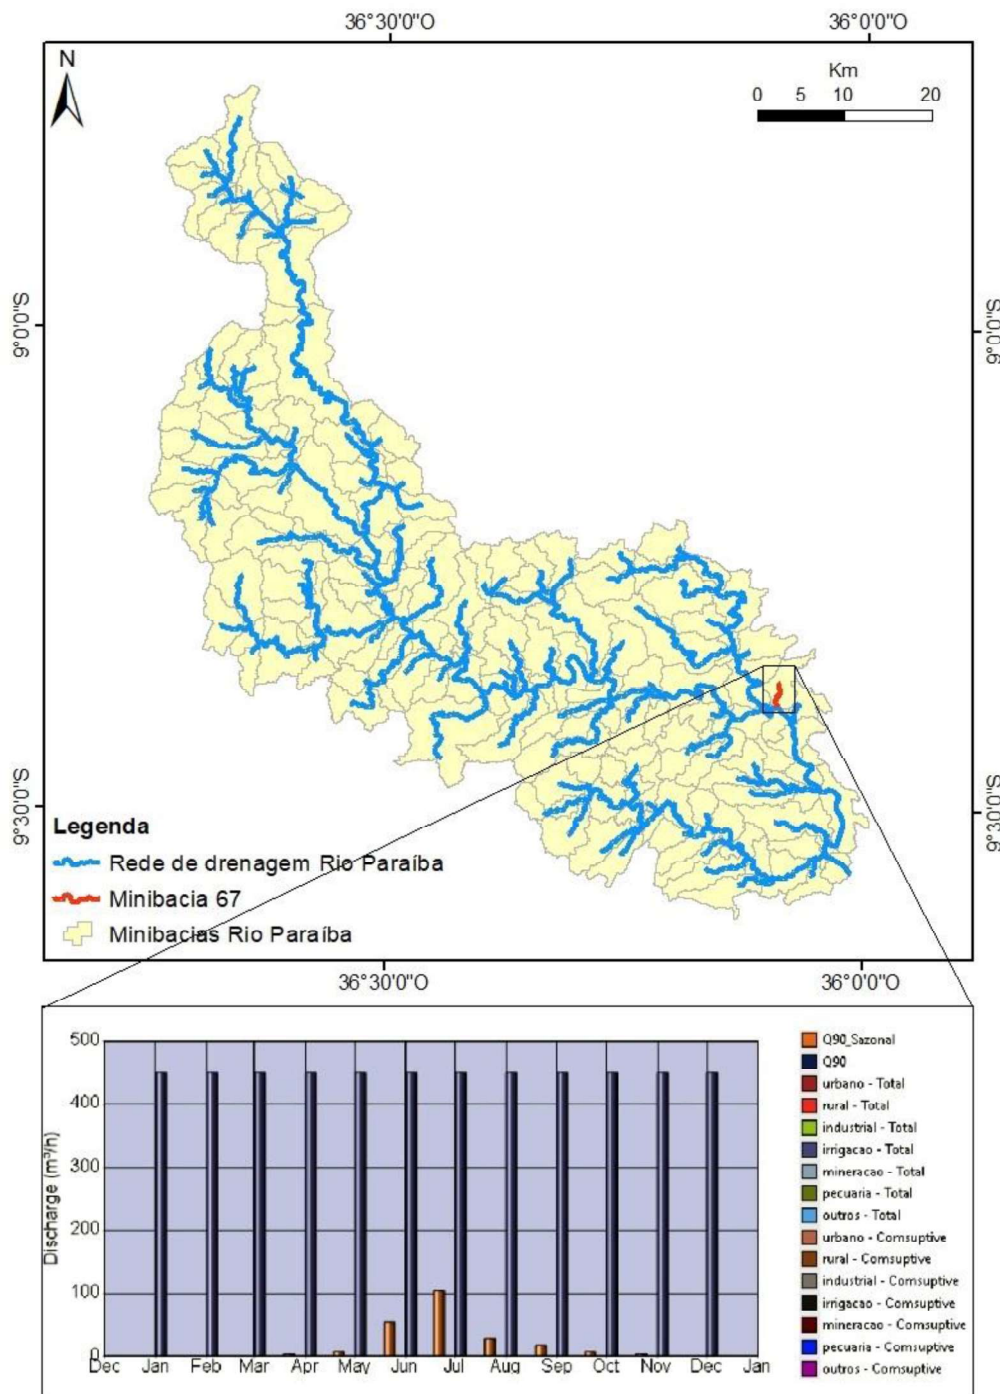 36°30'0"O 36°0'0"O
N
Km
0 5 10 20
9°0'0"S 9°0'0"S
9°30'0"S 9°30'0"S
Legenda
Rede de drenagem Rio Paraíba
Minibacia 67
Minibacias Rio Paraíba
36°30'0"O 36°0'0"O
Discharge (m³/h)
500
400
300
200
100
0
Dec Jan Feb Mar Apr May Jun Jul Aug Sep Oct Nov Dec Jan
Q90_Sazonal
Q90
urbano - Total
rural - Total
industrial - Total
irrigacao - Total
mineracao - Total
pecuaria - Total
outros - Total
urbano - Comsuptive
rural - Comsuptive
industrial - Comsuptive
irrigacao - Comsuptive
mineracao - Comsuptive
pecuaria - Comsuptive
outros - Comsuptive